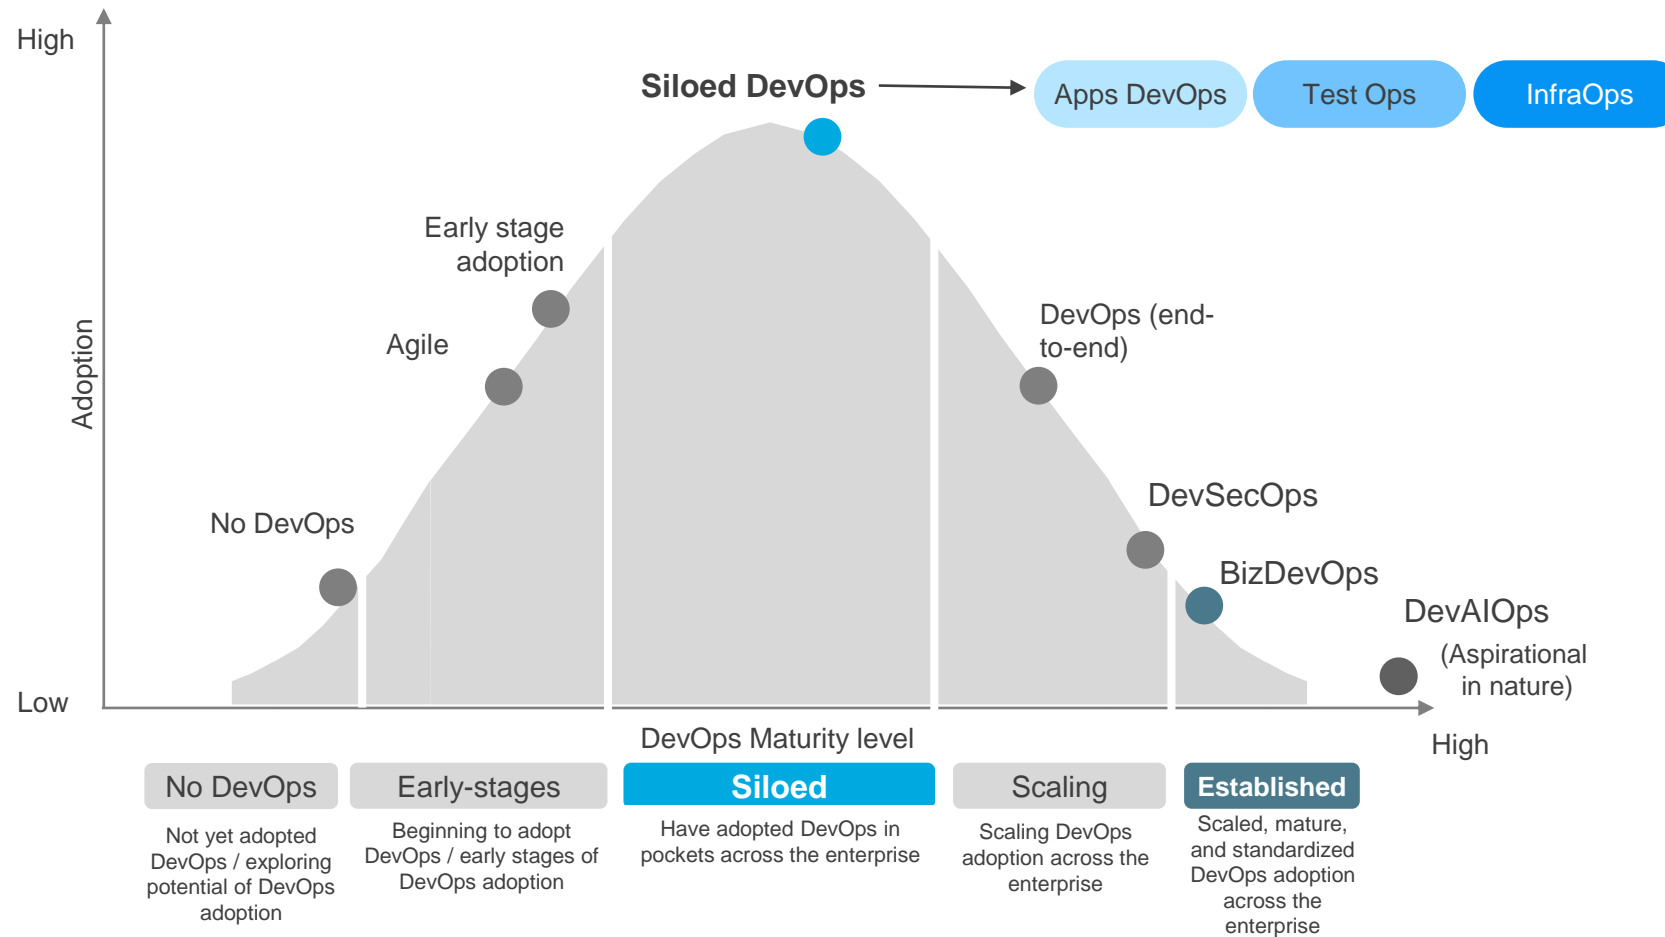 High
Siloed DevOps
Apps DevOps
Test Ops
InfraOps
Early stage
adoption
Agile
DevOps (end-
to-end)
Adoption
No DevOps
DevSecOps
BizDevOps
DevAIOps
(Aspirational
in nature)
Low
DevOps Maturity level
High
No DevOps
Not yet adopted
DevOps / exploring
potential of DevOps
adoption
Early-stages
Beginning to adopt
DevOps / early stages of
DevOps adoption
Siloed
Have adopted DevOps in
pockets across the enterprise
Scaling
Scaling DevOps
adoption across the
enterprise
Established
Scaled, mature,
and standardized
DevOps adoption
across the
enterprise